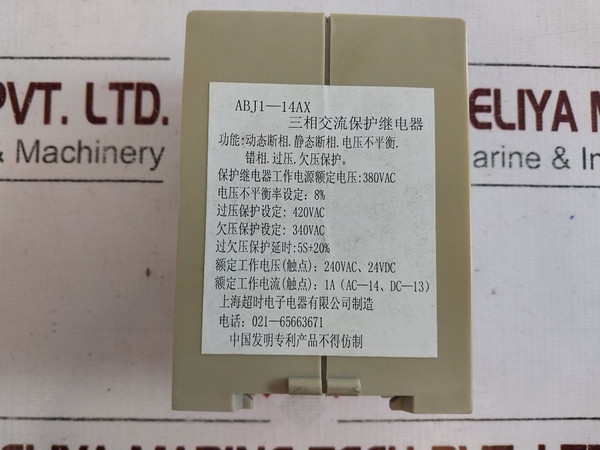 PVT. LTD.
& Machinery
ELIYA M
arine & In
ABJ1—14AX
三相交流保护继电器
功能:动态断相.静态断相.电压不平衡.
错相.过压.欠压保护。
保护继电器工作电源额定电压:380VAC
电压不平衡率设定: 8%
过压保护设定: 420VAC
欠压保护设定: 340VAC
过欠压保护延时:5S±20%
额定工作电压(触点): 240VAC、24VDC
额定工作电流(触点): 1A (AC—14、DC—13)
上海超时电子电器有限公司制造
电话: 021—65663671
中国发明专利产品不得仿制